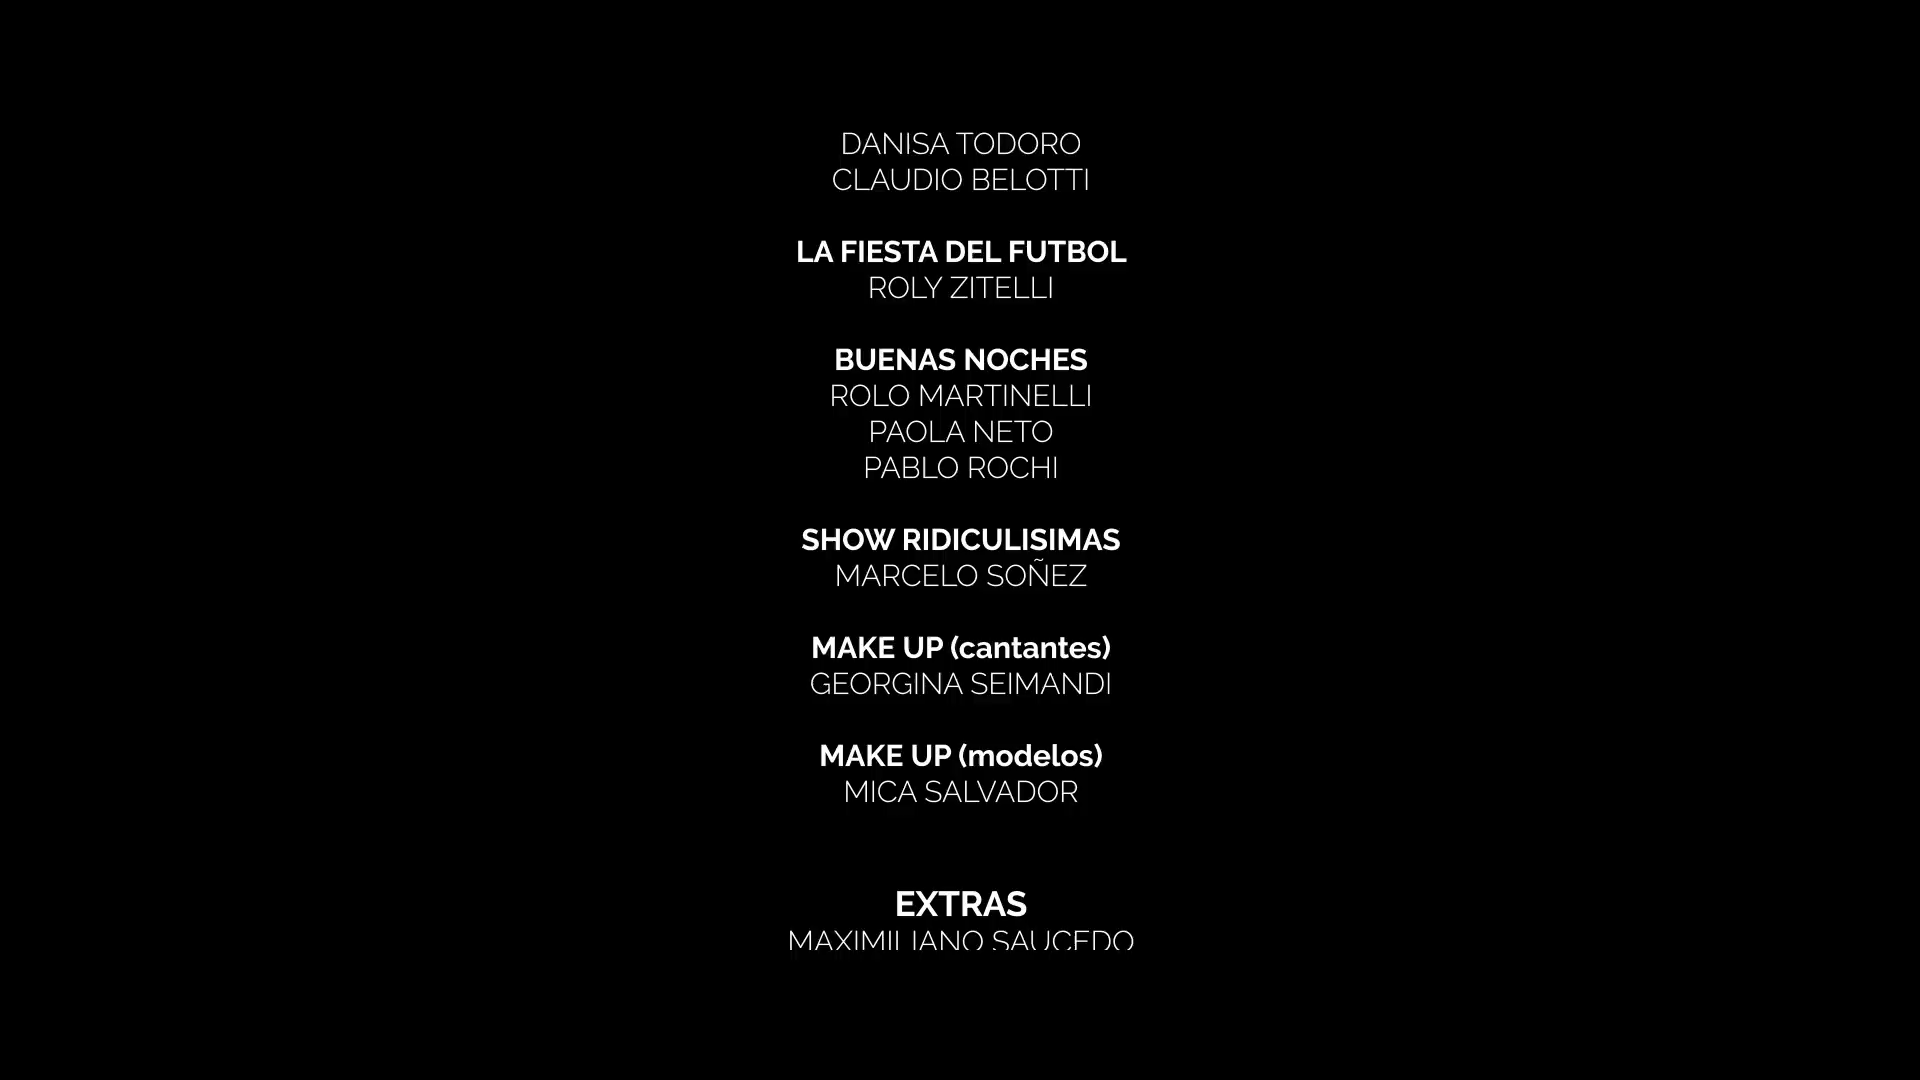 DANISA TODORO
CLAUDIO BELOTTI
LA FIESTA DEL FUTBOL
ROLY ZITELLI
BUENAS NOCHES
ROLO MARTINELLI
PAOLA NETO
PABLO ROCHI
SHOW RIDICULISIMAS
MARCELO SOÑEZ
MAKE UP (cantantes)
GEORGINA SEIMANDI
MAKE UP (modelos)
MICA SALVADOR
EXTRAS
MAXIMILIANO SAUCEDO